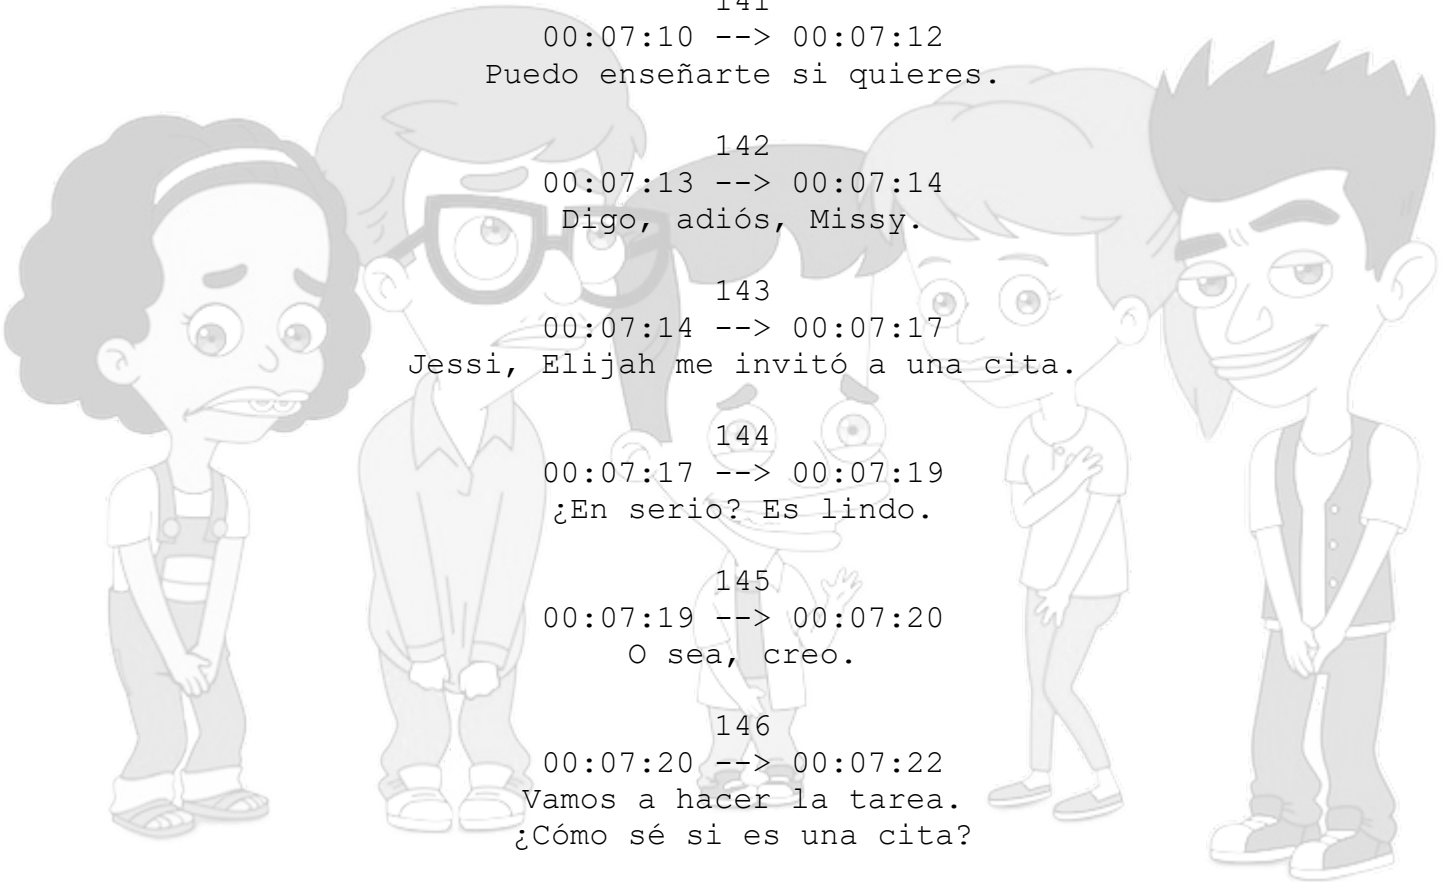 141
00:07:10 --> 00:07:12
Puedo enseñarte si quieres.
142
00:07:13 --> 00:07:14
Digo, adiós, Missy.
143
00:07:14 --> 00:07:17
Jessi, Elijah me invitó a una cita.
144
00:07:17 --> 00:07:19
¿En serio? Es lindo.
145
00:07:19 --> 00:07:20
O sea, creo.
146
00:07:20 --> 00:07:22
Vamos a hacer la tarea.
¿Cómo sé si es una cita?